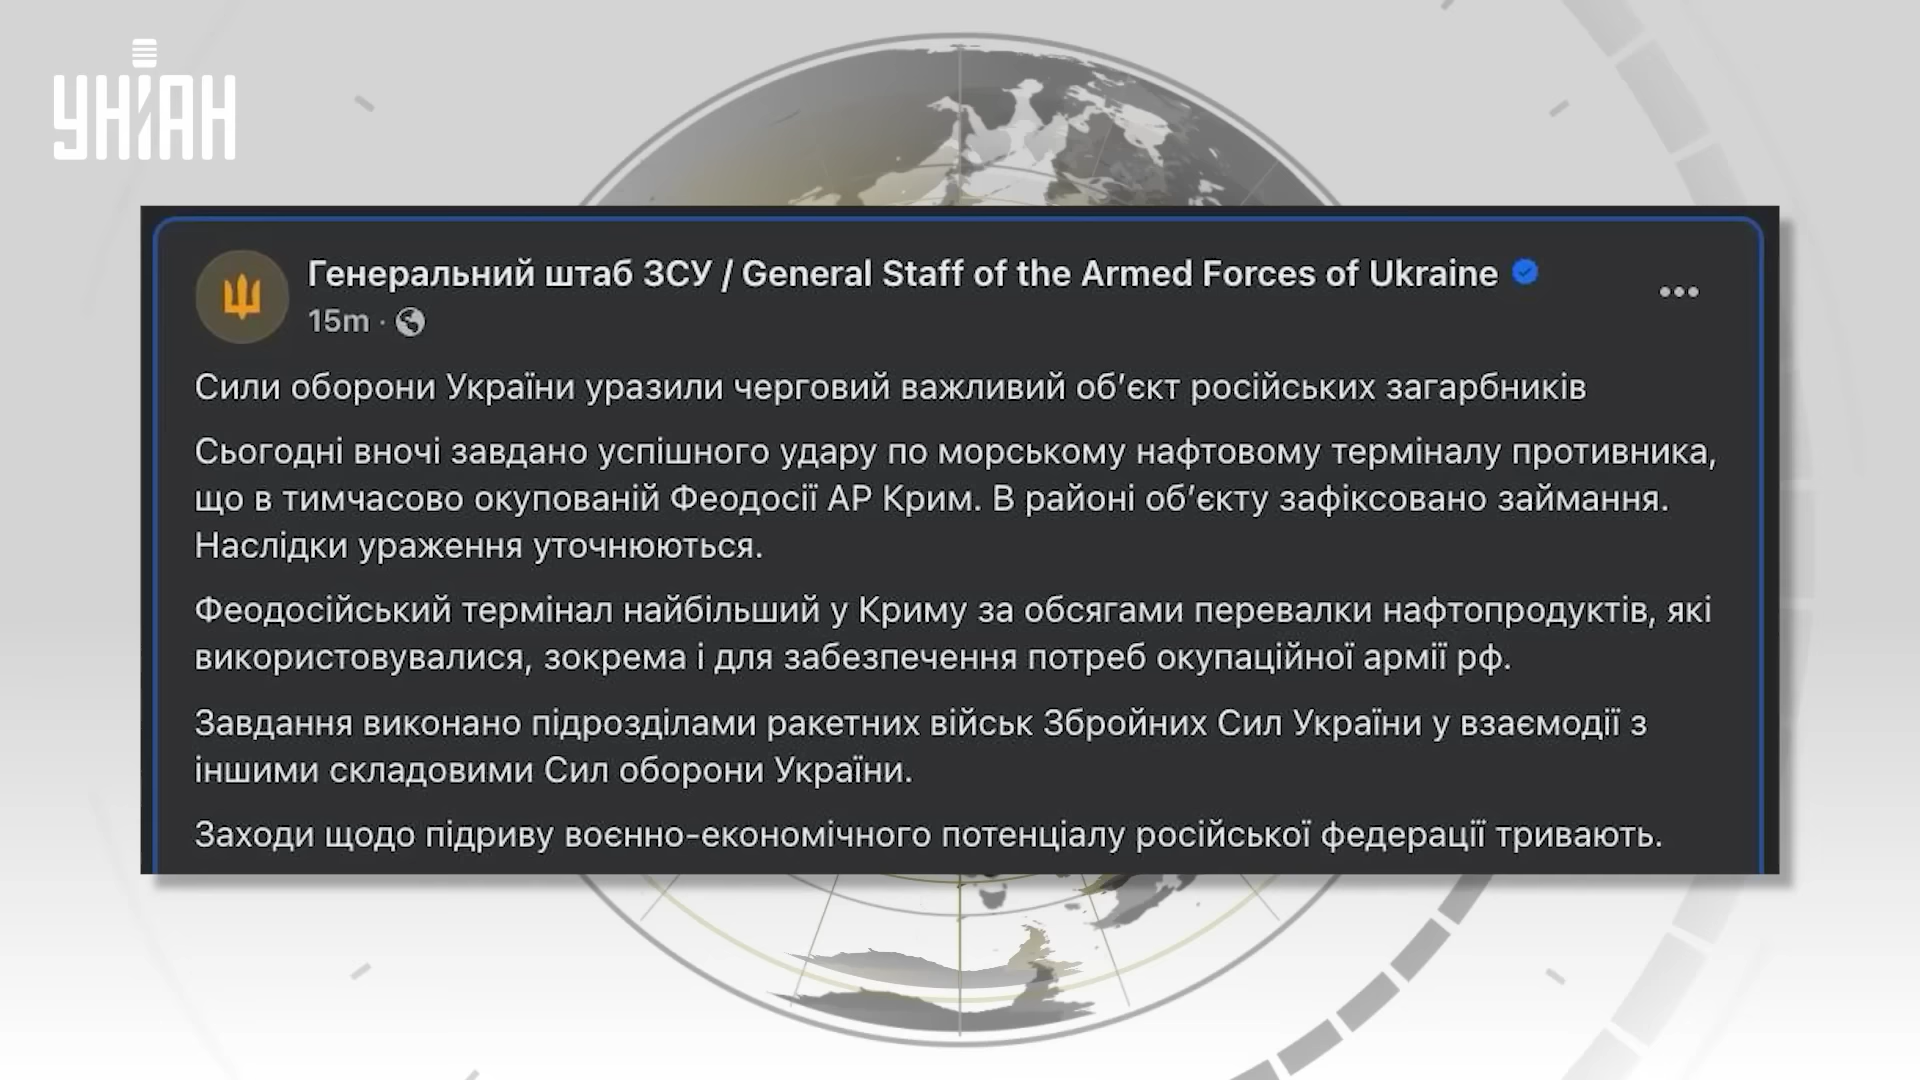 УНІАН
Генеральний штаб ЗСУ / General Staff of the Armed Forces of Ukraine
15m ·
Сили оборони України уразили черговий важливий об’єкт російських загарбників
Сьогодні вночі завдано успішного удару по морському нафтовому терміналу противника,
що в тимчасово окупованій Феодосії АР Крим. В районі об’єкту зафіксовано займання.
Наслідки ураження уточнюються.
Феодосійський термінал найбільший у Криму за обсягами перевалки нафтопродуктів, які
використовувалися, зокрема і для забезпечення потреб окупаційної армії рф.
Завдання виконано підрозділами ракетних військ Збройних Сил України у взаємодії з
іншими складовими Сил оборони України.
Заходи щодо підриву воєнно-економічного потенціалу російської федерації тривають.